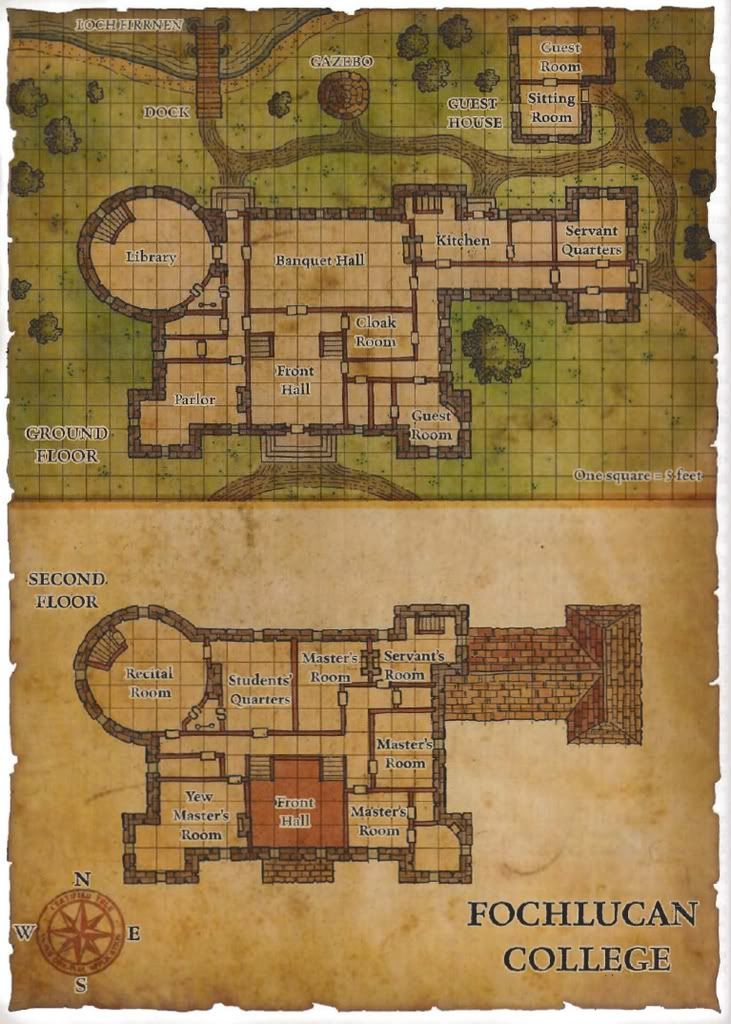 LOCH EIRRNEN
DOCK
GAZEBO
GUEST
HOUSE
Guest
Room
Sitting
Room
Library
Banquet Hall
Kitchen
Servant
Quarters
Cloak
Room
Front
Hall
Parlor
Guest
Room
GROUND
FLOOR
One square = 5 feet
SECOND
FLOOR
Recital
Room
Students'
Quarters
Master's
Room
Servant's
Room
Master's
Room
Yew
Master's
Room
Front
Hall
Master's
Room
N
W
E
S
FOCHLUCAN
COLLEGE